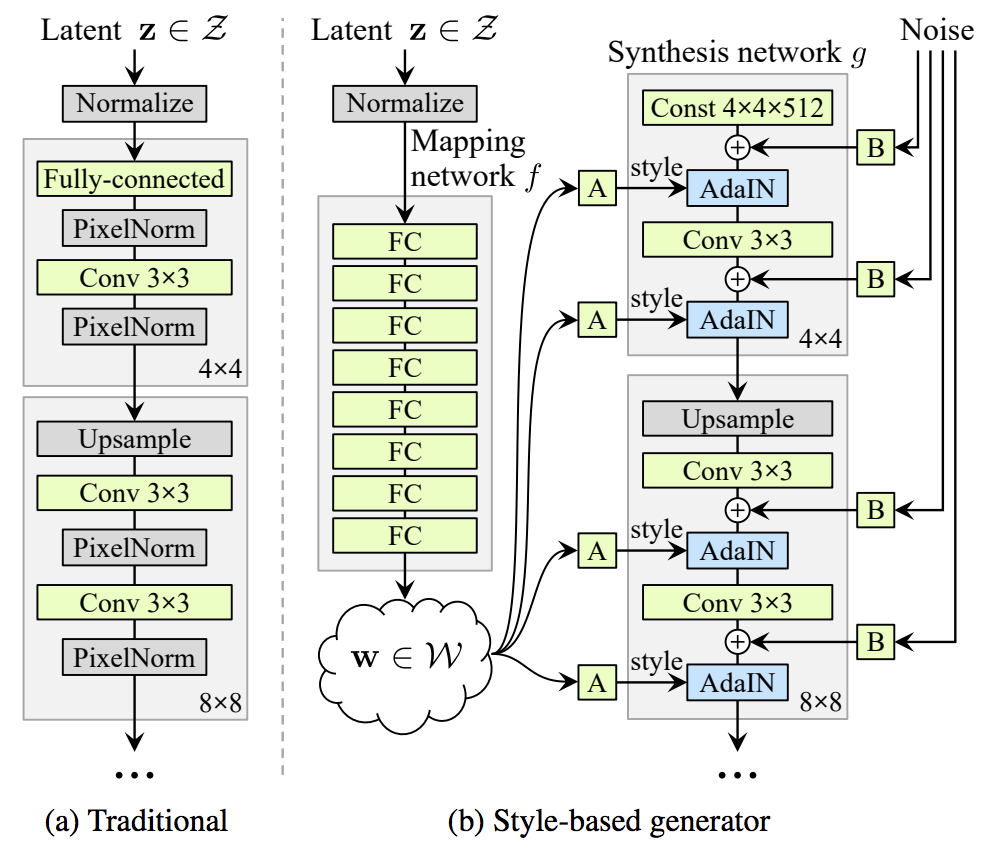 Latent z ∈ 𝒵
Normalize
Fully-connected
PixelNorm
Conv 3×3
PixelNorm
4×4
Upsample
Conv 3×3
PixelNorm
Conv 3×3
PixelNorm
8×8
...
(a) Traditional
Latent z ∈ 𝒵
Normalize
Mapping
network f
FC
FC
FC
FC
FC
FC
FC
FC
w ∈ 𝒲
Synthesis network g
Noise
Const 4×4×512
B
A
style
AdaIN
Conv 3×3
B
A
style
AdaIN
4×4
Upsample
Conv 3×3
B
A
style
AdaIN
Conv 3×3
B
A
style
AdaIN
8×8
...
(b) Style-based generator